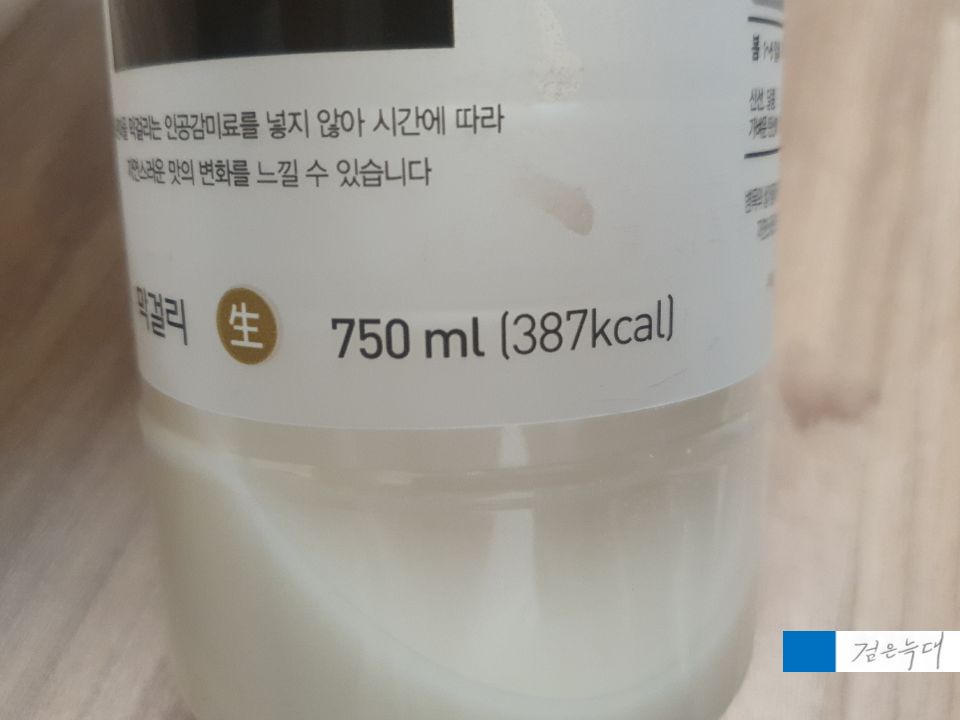 막걸리는 인공감미료를 넣지 않아 시간에 따라
자연스러운 맛의 변화를 느낄 수 있습니다
막걸리 生 750 ml (387kcal)
검은늑대